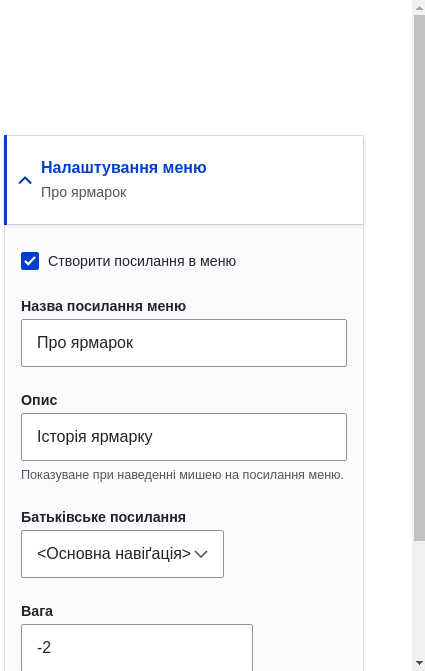 Налаштування меню
Про ярмарок
Створити посилання в меню
Назва посилання меню
Про ярмарок
Опис
Історія ярмарку
Показуване при наведенні мишею на посилання меню.
Батьківське посилання
<Основна навіґація>
Вага
-2